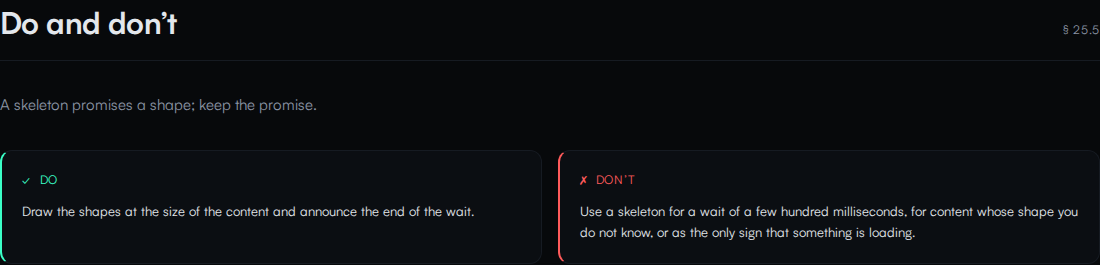 Do and don’t
§ 25.5
A skeleton promises a shape; keep the promise.
✓ DO
Draw the shapes at the size of the content and announce the end of the wait.
✗ DON’T
Use a skeleton for a wait of a few hundred milliseconds, for content whose shape you
do not know, or as the only sign that something is loading.